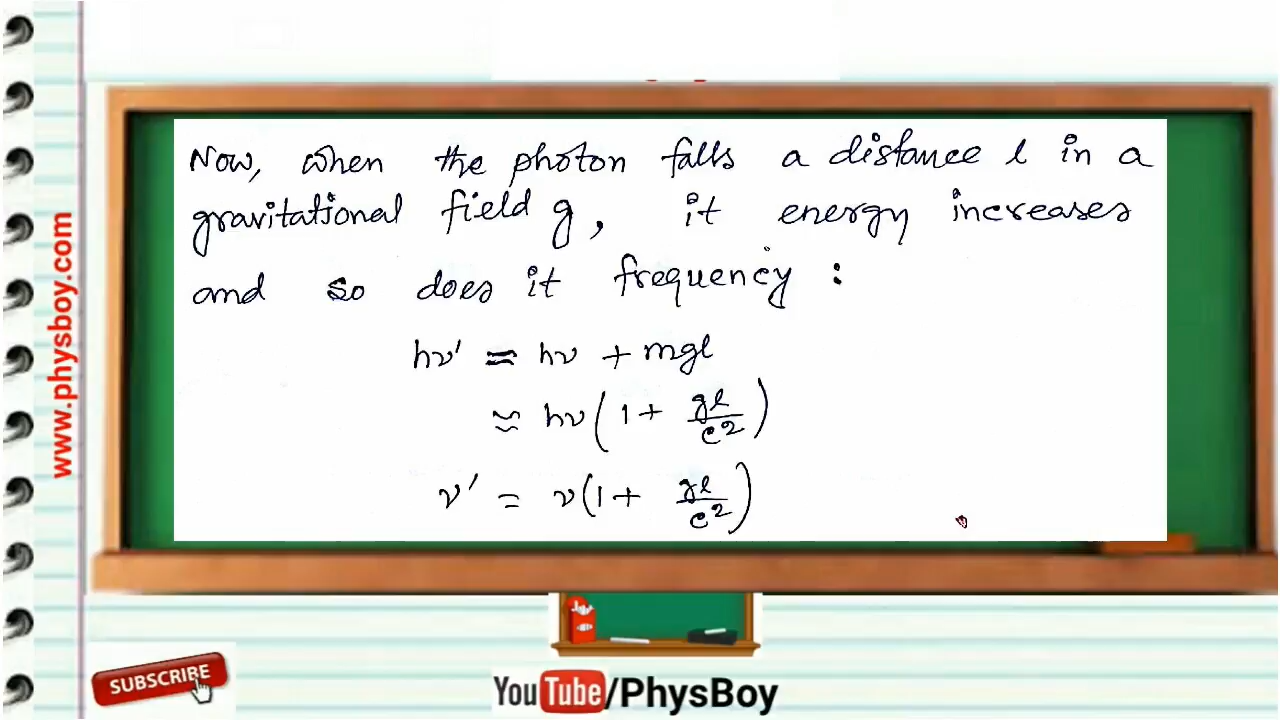 Now, when the photon falls a distance l in a
gravitational field g, it energy increases
and so does it frequency :
hν' = hν + mgl
≈ hν(1 + gl/c²)
ν' = ν(1 + gl/c²)
www.physboy.com
SUBSCRIBE
YouTube/PhysBoy